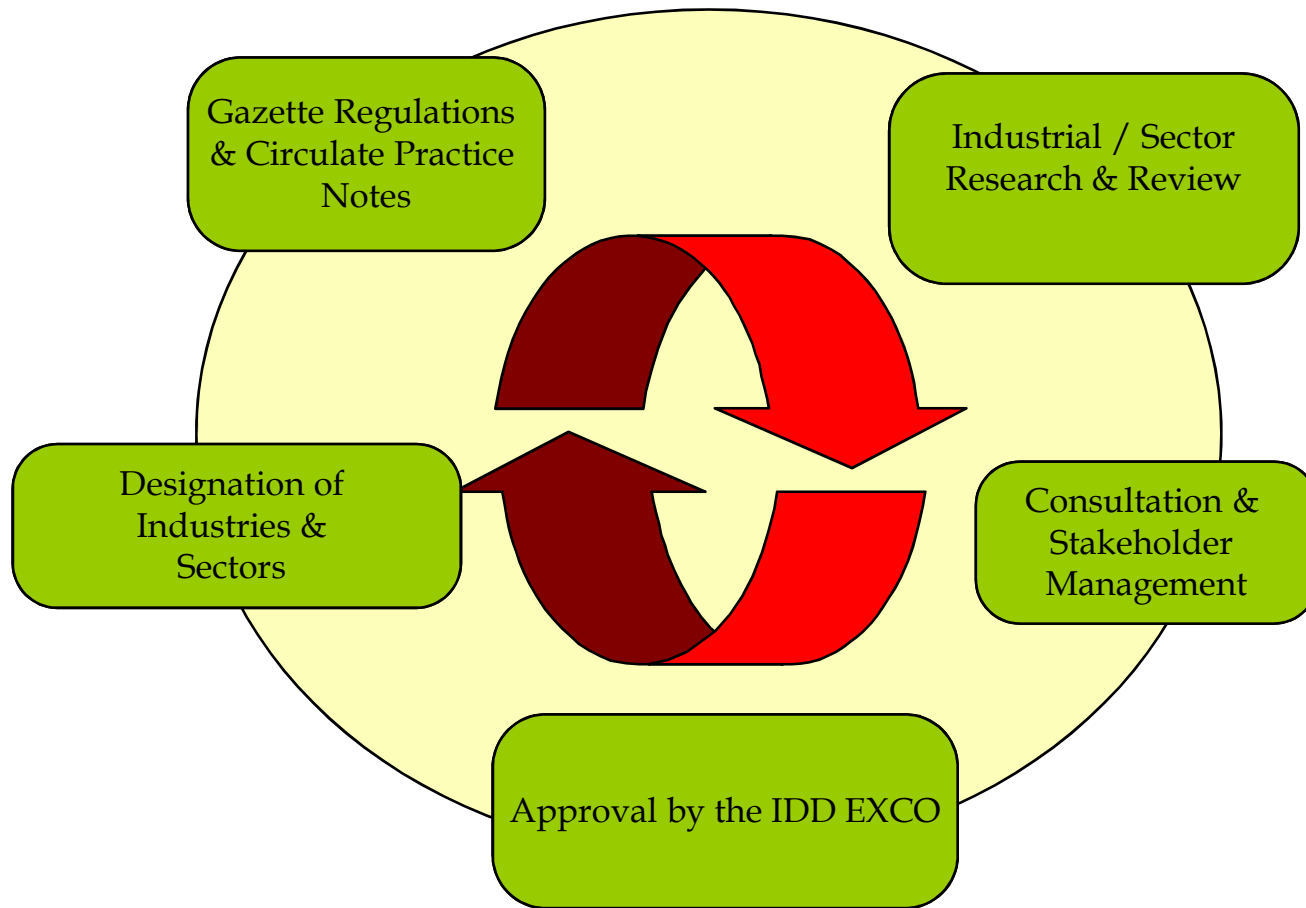 Gazette Regulations
& Circulate Practice
Notes
Industrial / Sector
Research & Review
Designation of
Industries &
Sectors
Consultation &
Stakeholder
Management
Approval by the IDD EXCO